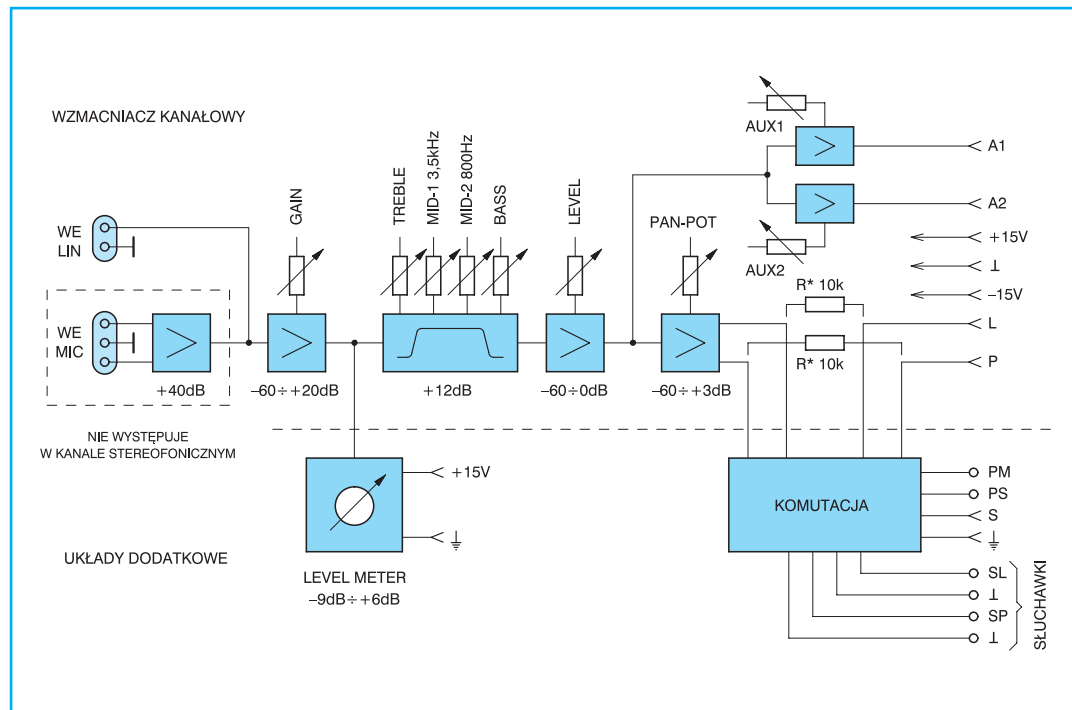 WZMACNIACZ KANAŁOWY
WE
LIN
WE
MIC
+40dB
NIE WYSTĘPUJE
W KANALE STEREOFONICZNYM
GAIN
–60÷+20dB
TREBLE
MID-1 3,5kHz
MID-2 800Hz
BASS
+12dB
LEVEL
–60÷0dB
PAN-POT
–60÷+3dB
AUX1
AUX2
A1
A2
+15V
⊥
–15V
L
P
R* 10k
R* 10k
UKŁADY DODATKOWE
+15V
LEVEL METER
–9dB÷+6dB
KOMUTACJA
PM
PS
S
SL
⊥
SP
⊥
SŁUCHAWKI